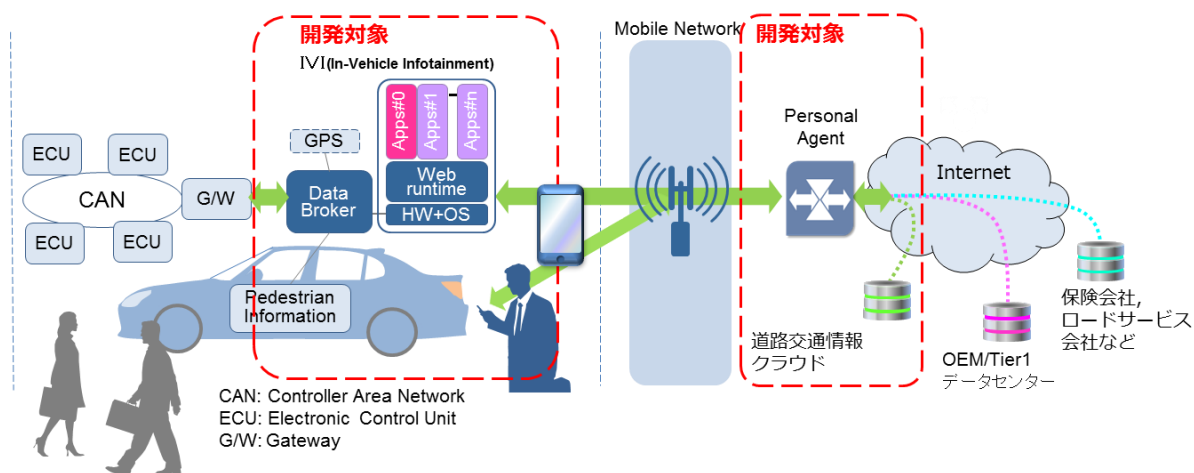 開発対象
IVI(In-Vehicle Infotainment)
Apps#0
Apps#1
Apps#n
GPS
ECU
ECU
CAN
G/W
Data
Broker
Web
runtime
HW+OS
ECU
ECU
Pedestrian
Information
CAN: Controller Area Network
ECU: Electronic Control Unit
G/W: Gateway
Mobile Network
開発対象
Personal
Agent
Internet
道路交通情報
クラウド
OEM/Tier1
データセンター
保険会社,
ロードサービス
会社など